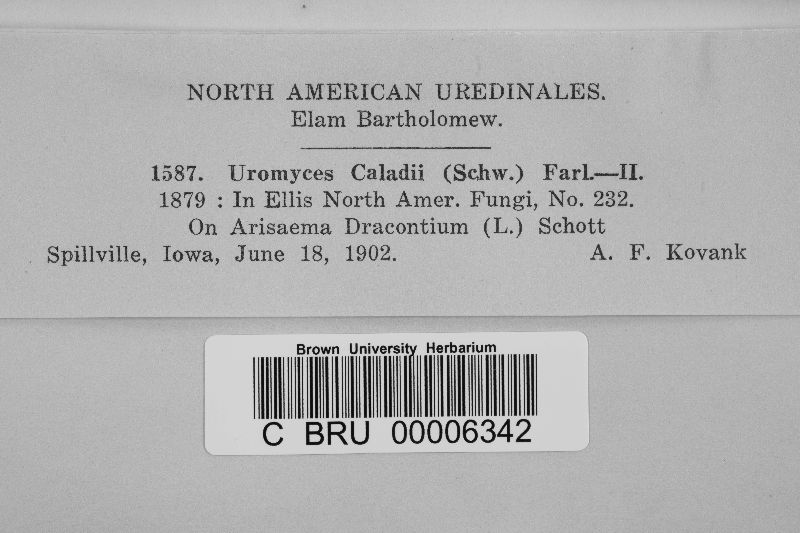 NORTH AMERICAN UREDINALES.
Elam Bartholomew.
1587. Uromyces Caladii (Schw.) Farl.—II.
1879 : In Ellis North Amer. Fungi, No. 232.
On Arisaema Dracontium (L.) Schott
Spillville, Iowa, June 18, 1902. A. F. Kovank
Brown University Herbarium
C BRU 00006342